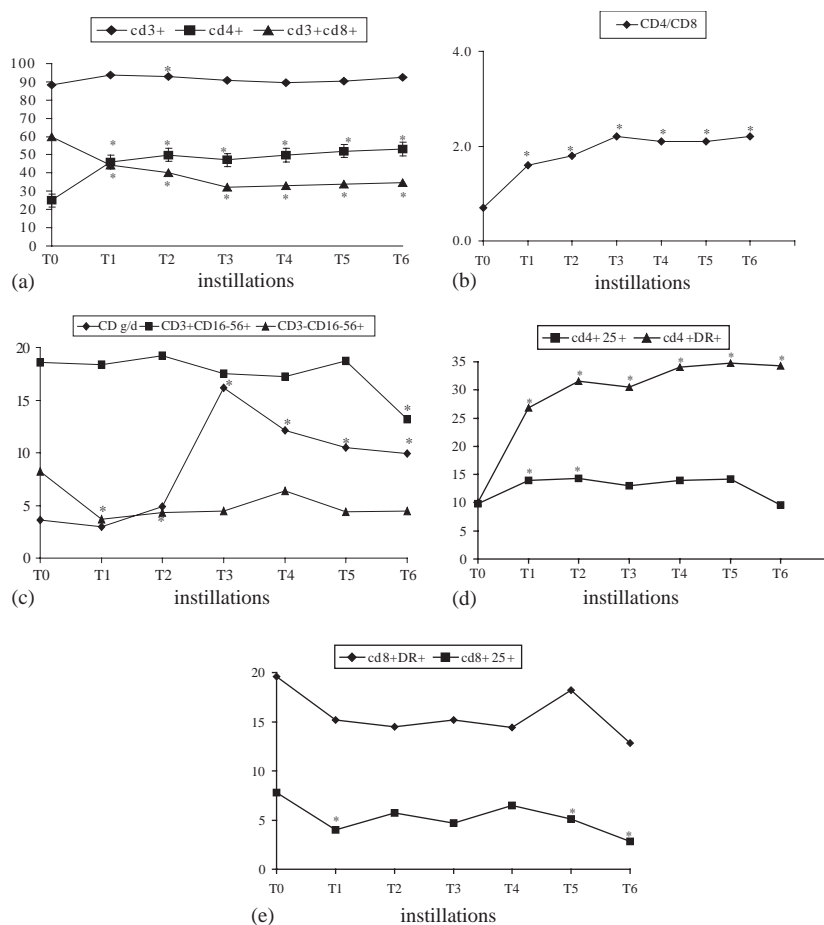 cd3+ cd4+ cd3+cd8+
100
90
80
70
60
50
40
30
20
10
0
* * * * * *
* * * * * * *
T0 T1 T2 T3 T4 T5 T6
(a) instillations
CD4/CD8
4.0
2.0
0.0
* * * * * *
T0 T1 T2 T3 T4 T5 T6
(b) instillations
CD g/d CD3+CD16-56+ CD3-CD16-56+
20
15
10
5
0
* * * * * * *
T0 T1 T2 T3 T4 T5 T6
(c) instillations
cd4+ 25+ cd4 +DR+
35
30
25
20
15
10
5
0
* * * * * *
* *
T0 T1 T2 T3 T4 T5 T6
(d) instillations
cd8+DR+ cd8+ 25+
20
15
10
5
0
* * *
T0 T1 T2 T3 T4 T5 T6
(e) instillations